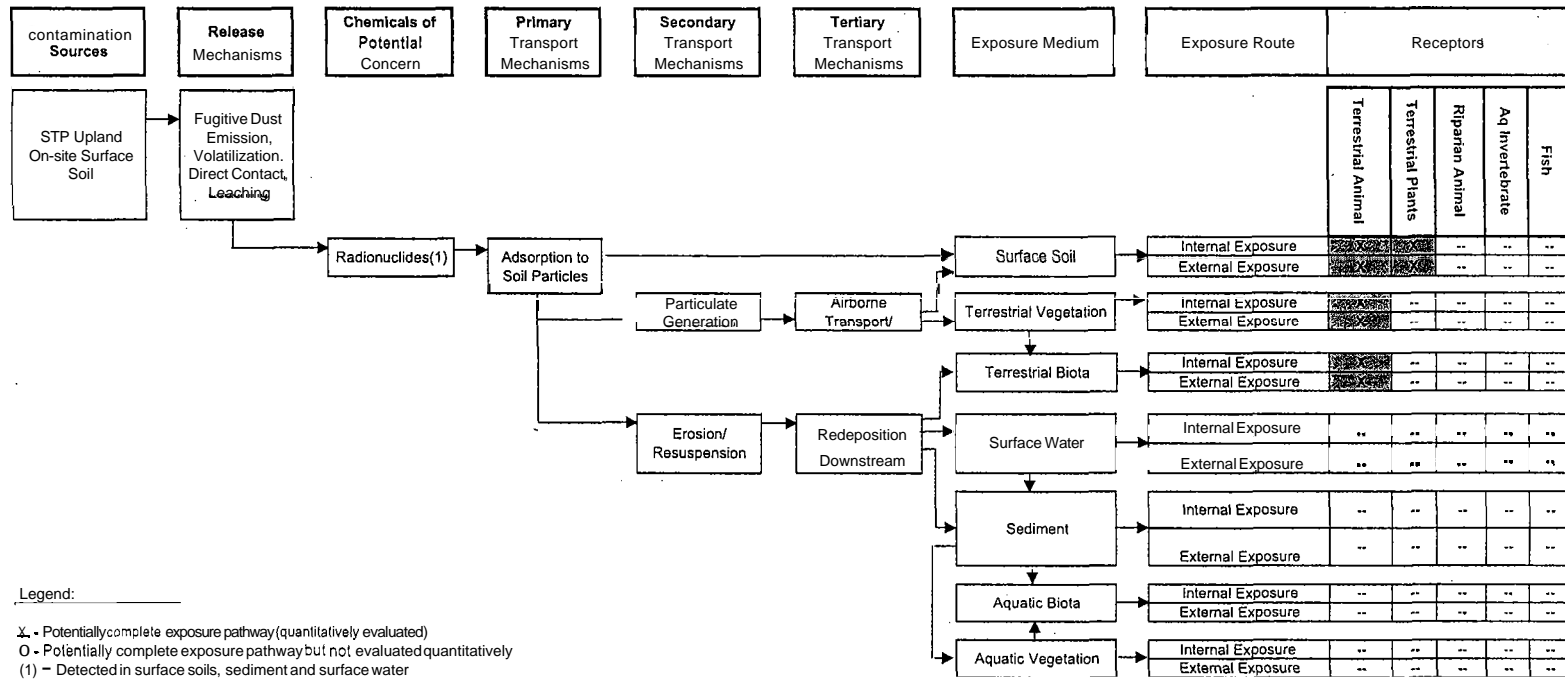 contamination
Sources
Release
Mechanisms
Chemicals of
Potential
Concern
Primary
Transport
Mechanisms
Secondary
Transport
Mechanisms
Tertiary
Transport
Mechanisms
Exposure Medium
Exposure Route
Receptors
STP Upland
On-site Surface
Soil
Fugitive Dust
Emission,
Volatilization.
Direct Contact,
Leaching
Terrestrial Animal
Terrestrial Plants
Riparian Animal
Aq Invertebrate
Fish
Radionuclides(1)
Adsorption to
Soil Particles
Surface Soil
Internal Exposure X X -- -- --
External Exposure X X -- -- --
Particulate
Generation
Airborne
Transport/
Terrestrial Vegetation
Internal Exposure X -- -- -- --
External Exposure X -- -- -- --
Terrestrial Biota
Internal Exposure X -- -- -- --
External Exposure X -- -- -- --
Erosion/
Resuspension
Redeposition
Downstream
Surface Water
Internal Exposure -- -- -- -- --
External Exposure -- -- -- -- --
Sediment
Internal Exposure -- -- -- -- --
External Exposure -- -- -- -- --
Aquatic Biota
Internal Exposure -- -- -- -- --
External Exposure -- -- -- -- --
Aquatic Vegetation
Internal Exposure -- -- -- -- --
External Exposure -- -- -- -- --
Legend:
X - Potentially complete exposure pathway (quantitatively evaluated)
O - Potentially complete exposure pathway but not evaluated quantitatively
(1) - Detected in surface soils, sediment and surface water